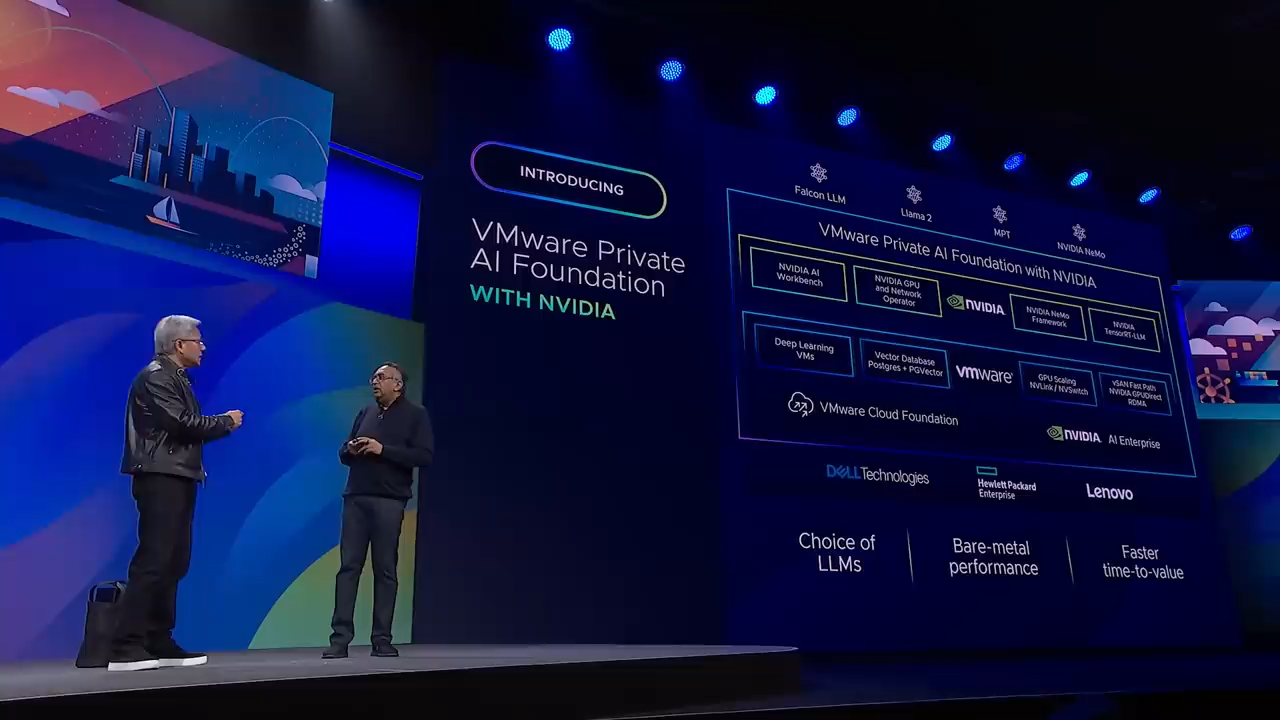 INTRODUCING
VMware Private
AI Foundation
WITH NVIDIA
Falcon LLM
Llama 2
MPT
NVIDIA NeMo
VMware Private AI Foundation with NVIDIA
NVIDIA AI
Workbench
NVIDIA GPU
and Network
Operator
NVIDIA
NVIDIA NeMo
Framework
NVIDIA
TensorRT-LLM
Deep Learning
VMs
Vector Database
Postgres + PGVector
vmware®
GPU Scaling
NVLink / NVSwitch
vSAN Fast Path
NVIDIA GPUDirect
RDMA
VMware Cloud Foundation
NVIDIA AI Enterprise
DELL Technologies
Hewlett Packard
Enterprise
Lenovo
Choice of
LLMs
Bare-metal
performance
Faster
time-to-value